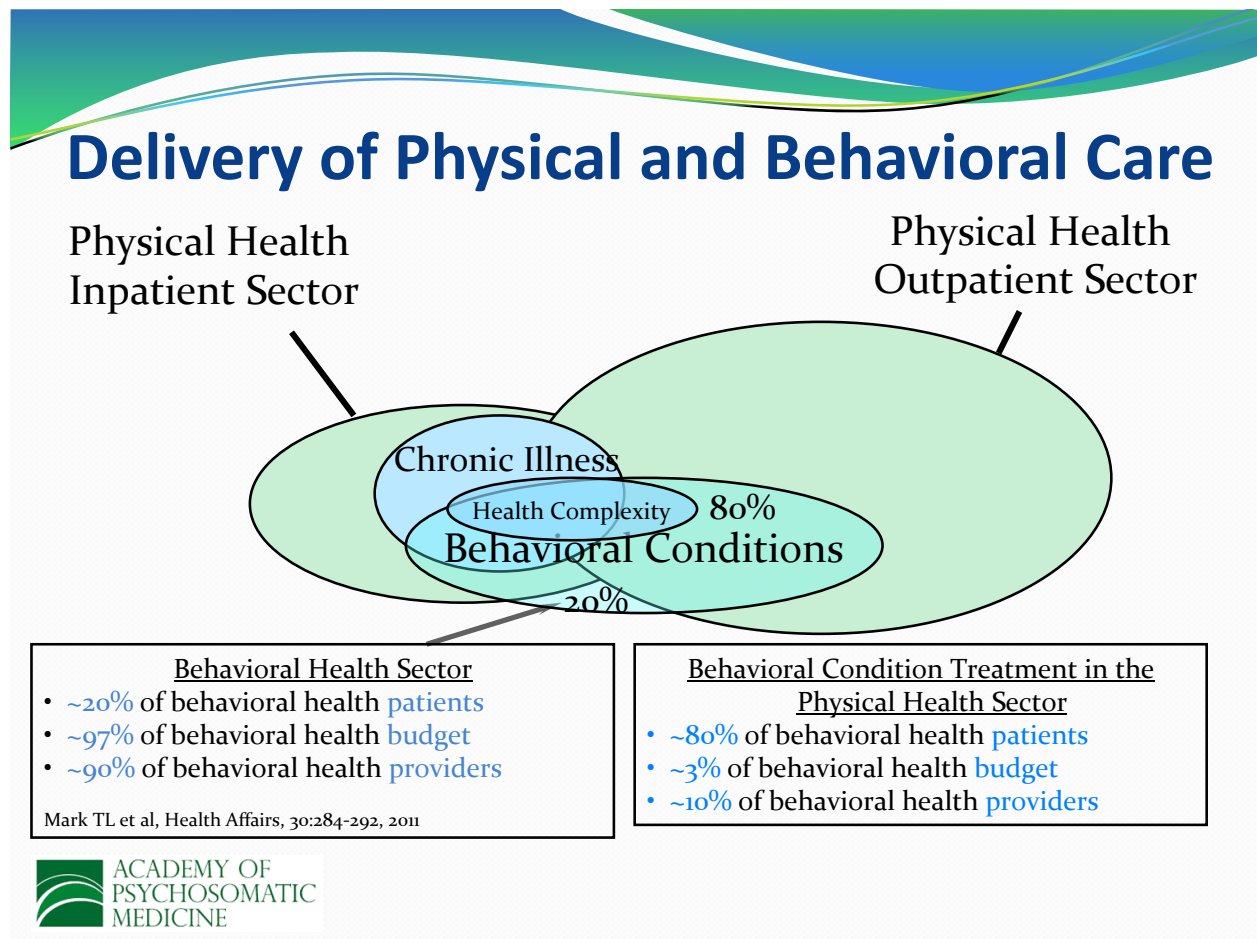 Delivery of Physical and Behavioral Care
Physical Health
Inpatient Sector
Physical Health
Outpatient Sector
Chronic Illness
Health Complexity
80%
Behavioral Conditions
20%
Behavioral Health Sector
• ~20% of behavioral health patients
• ~97% of behavioral health budget
• ~90% of behavioral health providers
Mark TL et al, Health Affairs, 30:284-292, 2011
Behavioral Condition Treatment in the
Physical Health Sector
• ~80% of behavioral health patients
• ~3% of behavioral health budget
• ~10% of behavioral health providers
ACADEMY OF
PSYCHOSOMATIC
MEDICINE